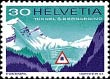 30 HELVETIA
TUNNEL S. BERNARDINO